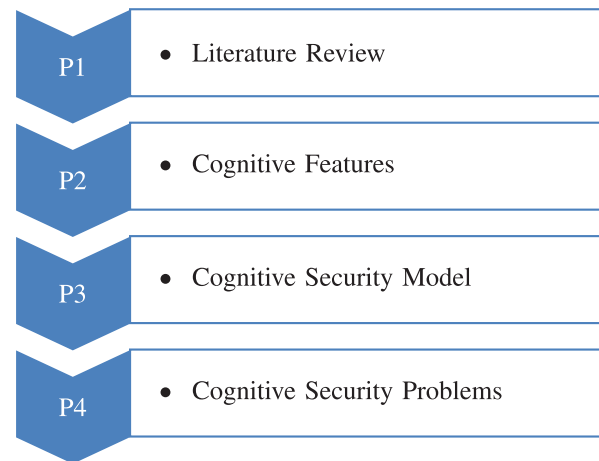 P1
• Literature Review
P2
• Cognitive Features
P3
• Cognitive Security Model
P4
• Cognitive Security Problems